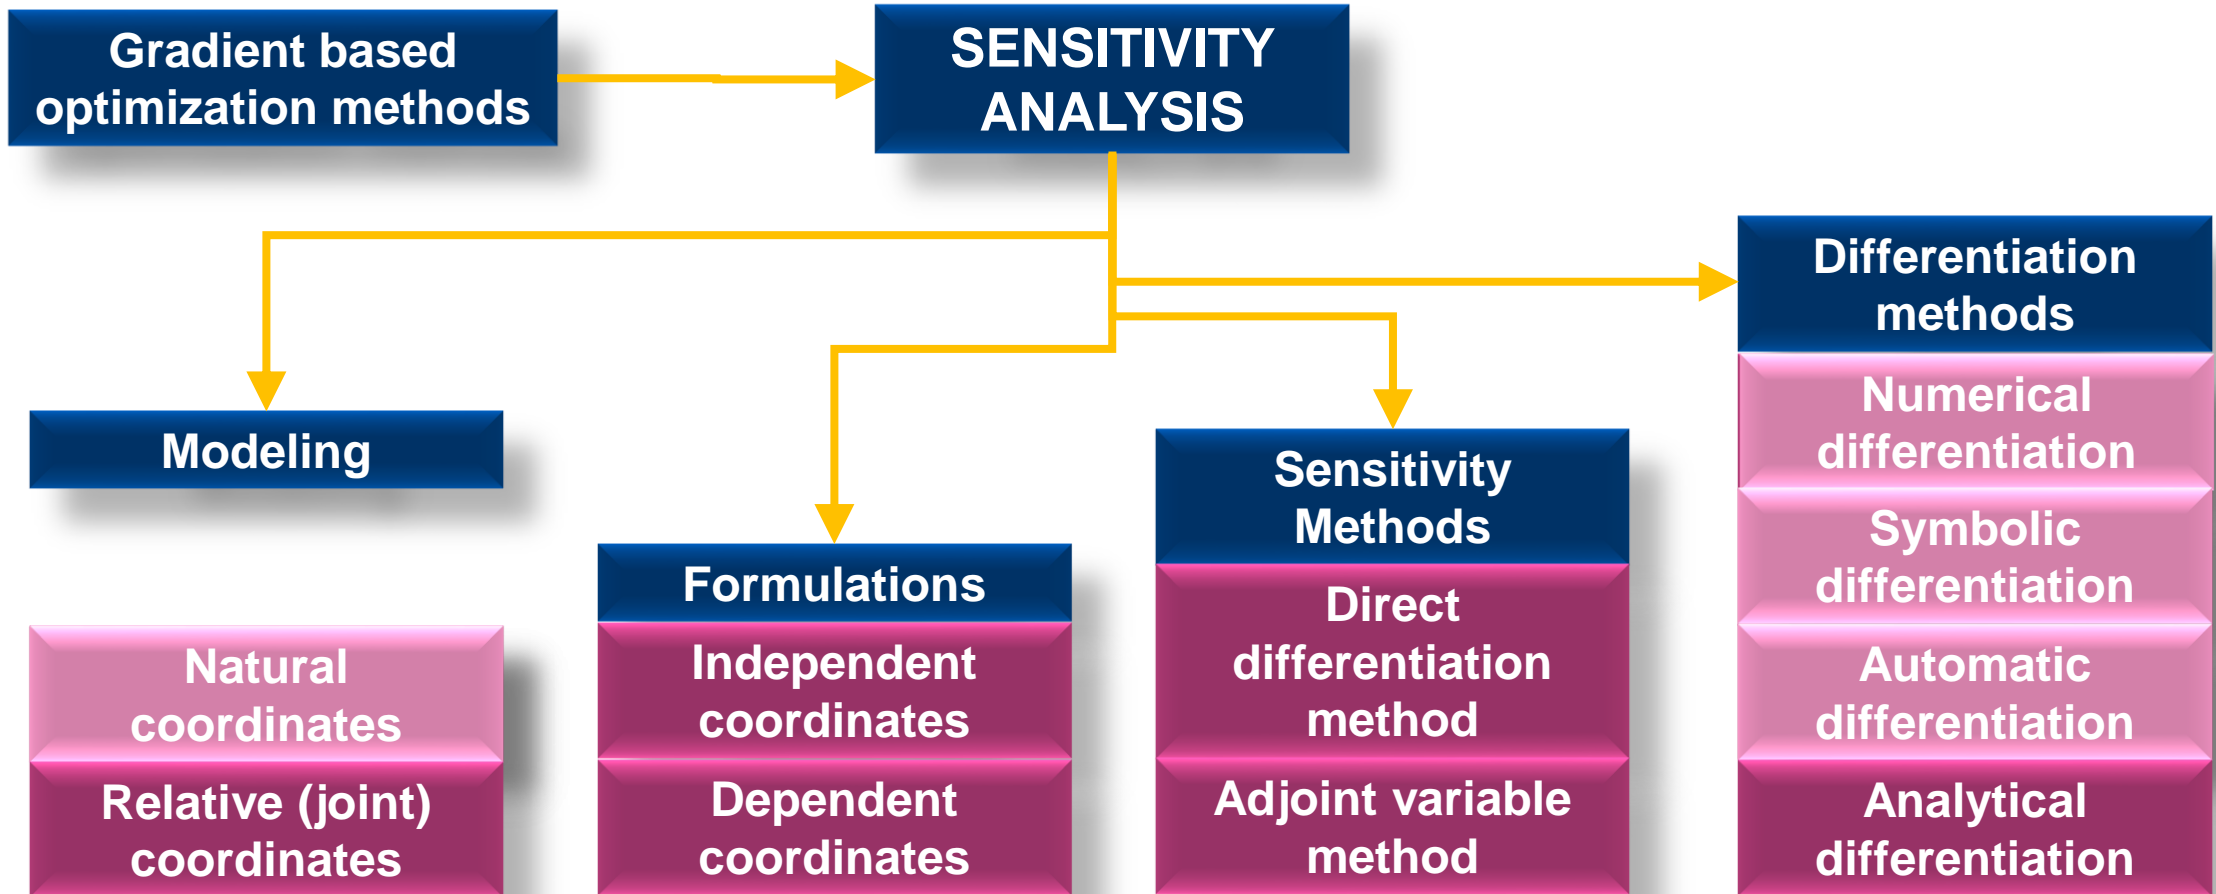 Gradient based
optimization methods
SENSITIVITY
ANALYSIS
Modeling
Natural
coordinates
Relative (joint)
coordinates
Formulations
Independent
coordinates
Dependent
coordinates
Sensitivity
Methods
Direct
differentiation
method
Adjoint variable
method
Differentiation
methods
Numerical
differentiation
Symbolic
differentiation
Automatic
differentiation
Analytical
differentiation